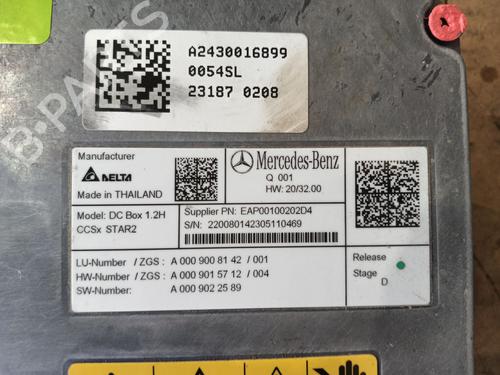 A2430016899
0054SL
23187 0208
Manufacturer
DELTA
Made in THAILAND
Mercedes-Benz
Q 001
HW: 20/32.00
Model: DC Box 1.2H
CCSx STAR2
Supplier PN: EAP00100202D4
S/N: 220080142305110469
LU-Number / ZGS : A 000 900 81 42 / 001
HW-Number / ZGS : A 000 901 57 12 / 004
SW-Number: A 000 902 25 89
Release
Stage
D
B-PARTS